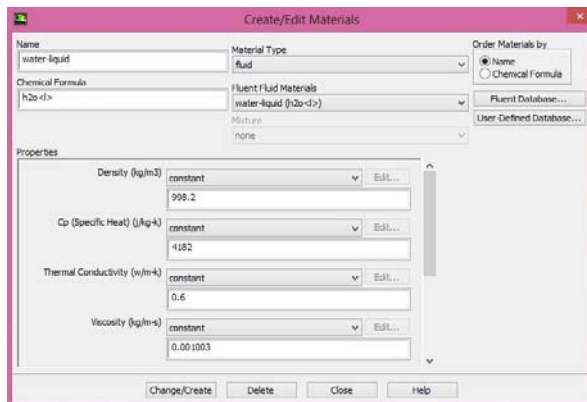 Create/Edit Materials
Name
water-liquid
Chemical Formula
h2o<l>
Material Type
fluid
Fluent Fluid Materials
water-liquid (h2o<l>)
Mixture
none
Order Materials by
Name
Chemical Formula
Fluent Database...
User-Defined Database...
Properties
Density (kg/m3) constant Edit...
998.2
Cp (Specific Heat) (j/kg-k) constant Edit...
4182
Thermal Conductivity (w/m-k) constant Edit...
0.6
Viscosity (kg/m-s) constant Edit...
0.001003
Change/Create Delete Close Help